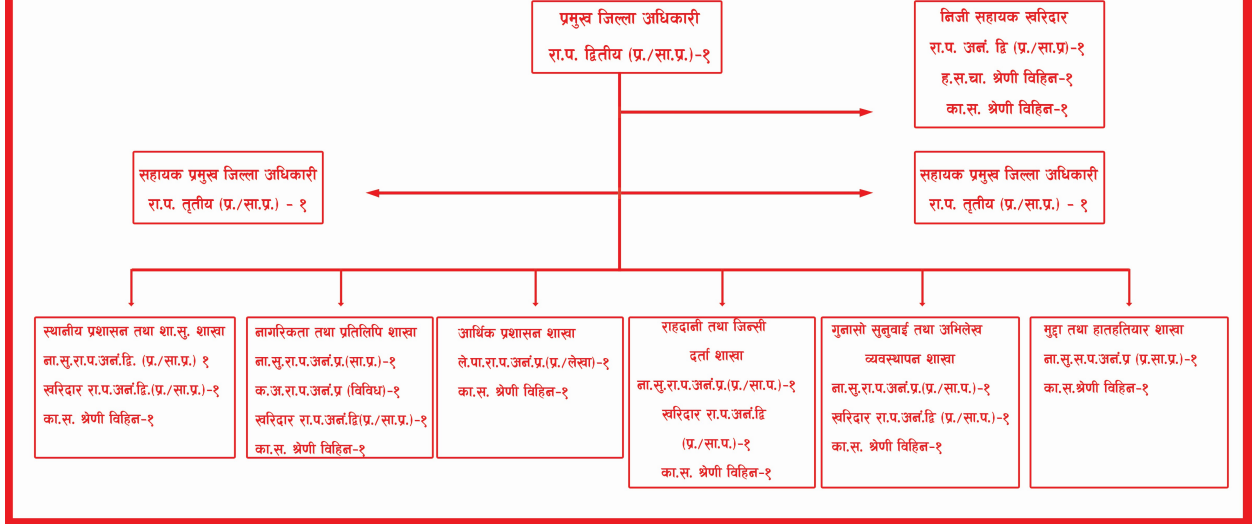 प्रमुख जिल्ला अधिकारी
रा.प. द्वितीय (प्र./सा.प्र.)-१
निजी सहायक खरिदार
रा.प. अनं. द्वि (प्र./सा.प्र)-१
ह.स.चा. श्रेणी विहिन-१
का.स. श्रेणी विहिन-१
सहायक प्रमुख जिल्ला अधिकारी
रा.प. तृतीय (प्र./सा.प्र.) - १
सहायक प्रमुख जिल्ला अधिकारी
रा.प. तृतीय (प्र./सा.प्र.) - १
स्थानीय प्रशासन तथा शा.सु. शाखा
ना.सु.रा.प.अनं.द्वि. (प्र./सा.प्र.) १
खरिदार रा.प.अनं.द्वि.(प्र./सा.प्र.)-१
का.स. श्रेणी विहिन-१
नागरिकता तथा प्रतिलिपि शाखा
ना.सु.रा.प.अनं.प्र.(सा.प्र.)-१
क.अ.रा.प.अनं.प्र (विविध)-१
खरिदार रा.प.अनं.द्वि(प्र./सा.प्र.)-१
का.स. श्रेणी विहिन-१
आर्थिक प्रशासन शाखा
ले.पा.रा.प.अनं.प्र.(प्र./लेखा)-१
का.स. श्रेणी विहिन-१
राहदानी तथा जिन्सी
दर्ता शाखा
ना.सु.रा.प.अनं.प्र.(प्र./सा.प.)-१
खरिदार रा.प.अनं.द्वि
(प्र./सा.प.)-१
का.स. श्रेणी विहिन-१
गुनासो सुनुवाई तथा अभिलेख
व्यवस्थापन शाखा
ना.सु.रा.प.अनं.प्र.(प्र./सा.प.)-१
खरिदार रा.प.अनं.द्वि (प्र./सा.प.)-१
का.स. श्रेणी विहिन-१
मुद्दा तथा हातहतियार शाखा
ना.सु.स.प.अनं.प्र (प्र.सा.प्र.)-१
का.स.श्रेणी विहिन-१